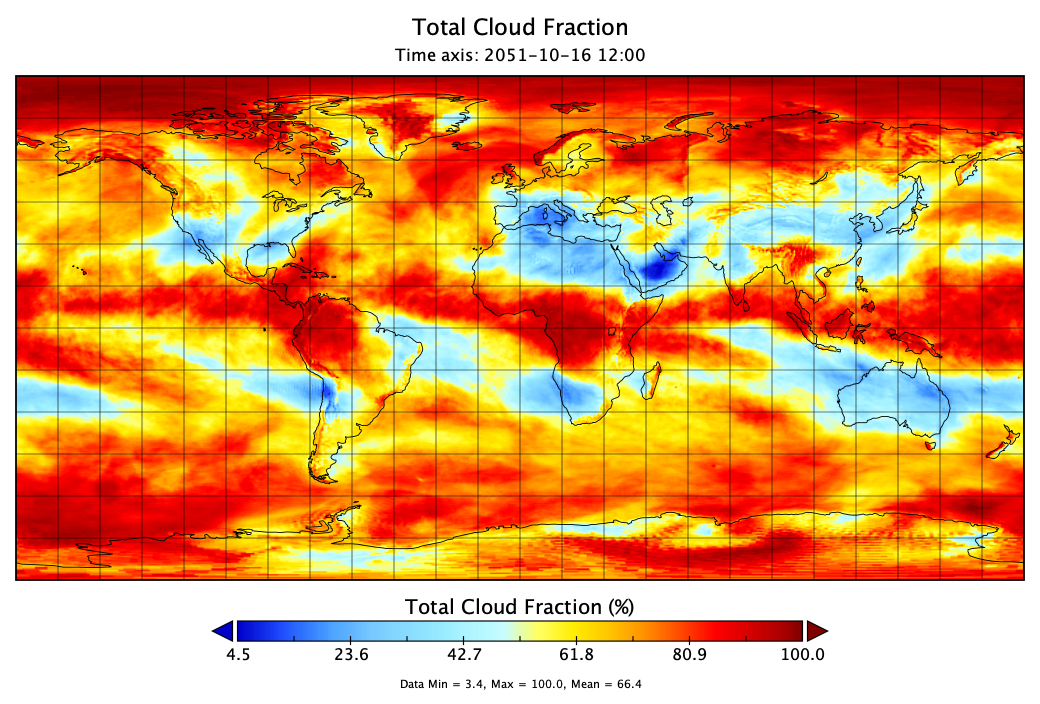 Total Cloud Fraction
Time axis: 2051-10-16 12:00
Total Cloud Fraction (%)
4.5 23.6 42.7 61.8 80.9 100.0
Data Min = 3.4, Max = 100.0, Mean = 66.4